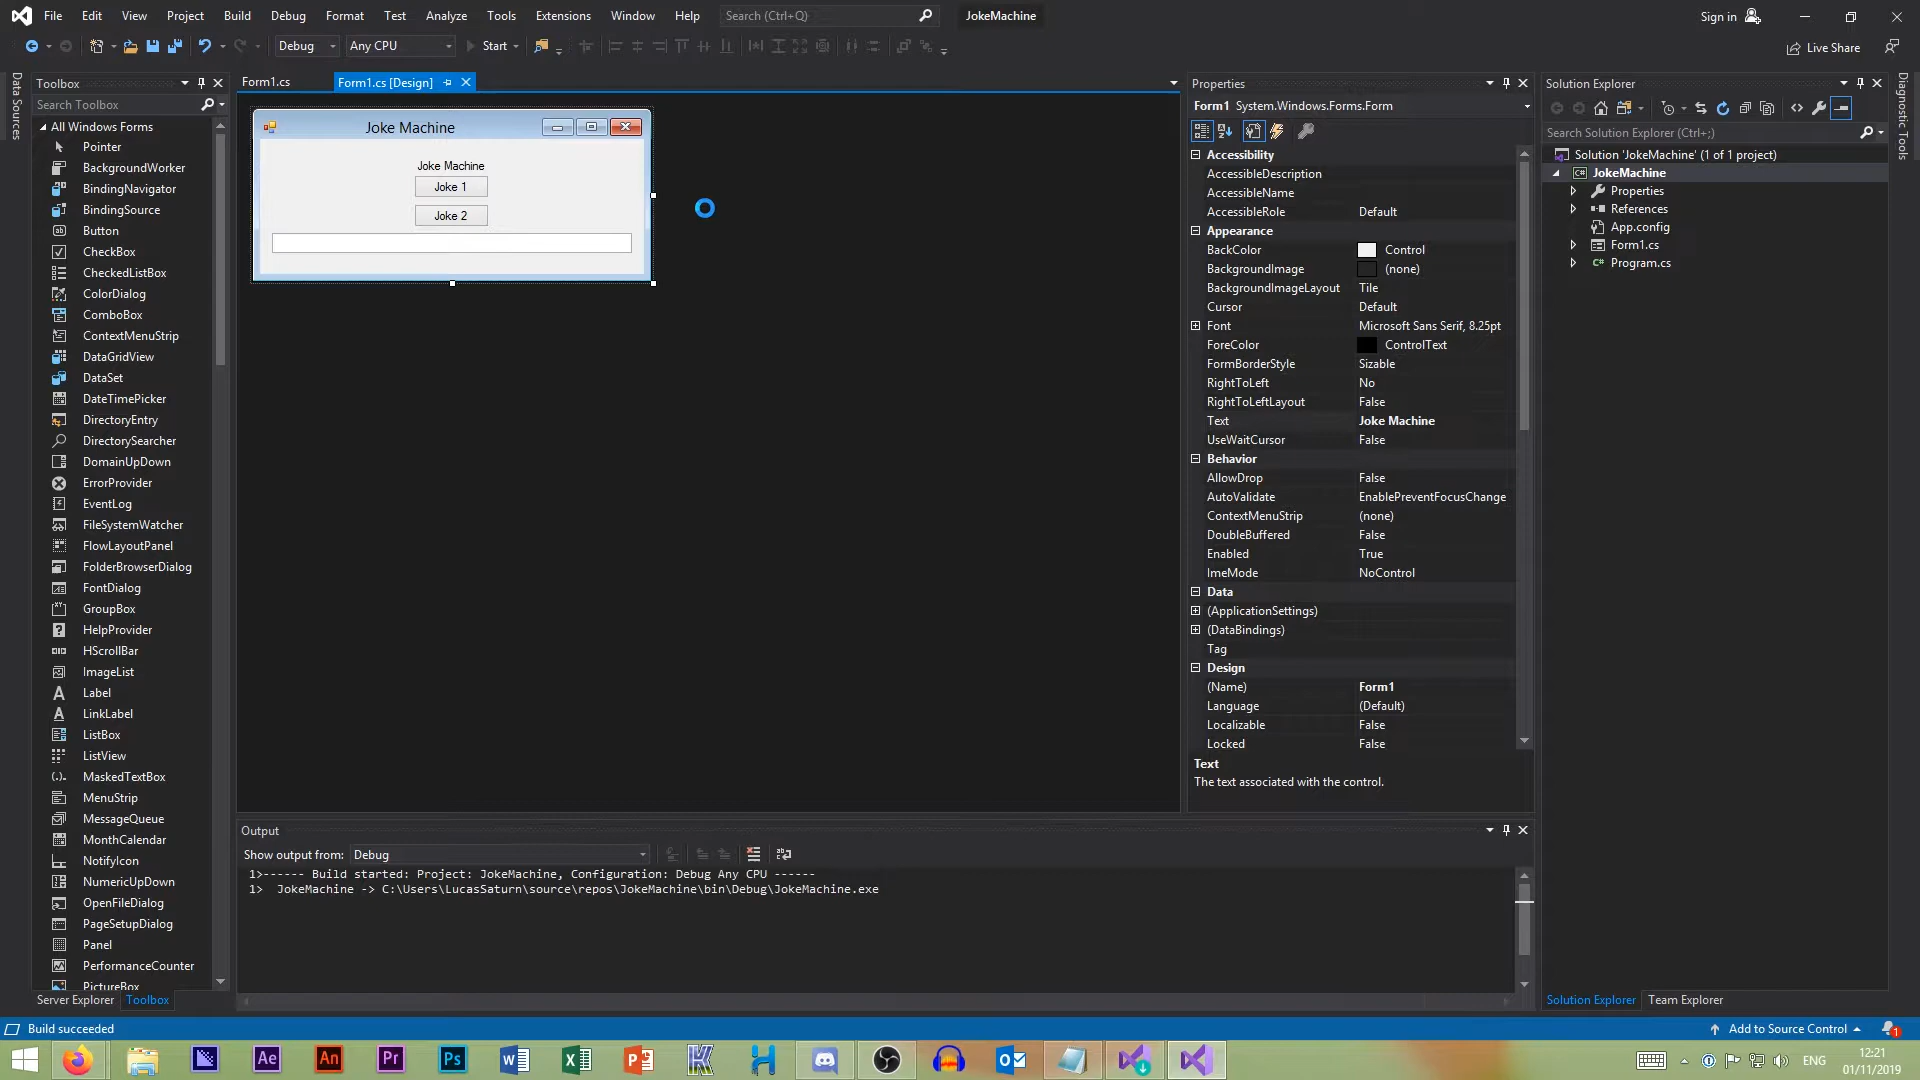 File Edit View Project Build Debug Format Test Analyze Tools Extensions Window Help Search (Ctrl+Q) JokeMachine Sign in
Debug Any CPU Start Live Share
Data Sources
Toolbox
Search Toolbox
All Windows Forms
Pointer
BackgroundWorker
BindingNavigator
BindingSource
Button
CheckBox
CheckedListBox
ColorDialog
ComboBox
ContextMenuStrip
DataGridView
DataSet
DateTimePicker
DirectoryEntry
DirectorySearcher
DomainUpDown
ErrorProvider
EventLog
FileSystemWatcher
FlowLayoutPanel
FolderBrowserDialog
FontDialog
GroupBox
HelpProvider
HScrollBar
ImageList
Label
LinkLabel
ListBox
ListView
MaskedTextBox
MenuStrip
MessageQueue
MonthCalendar
NotifyIcon
NumericUpDown
OpenFileDialog
PageSetupDialog
Panel
PerformanceCounter
PictureBox
Server Explorer Toolbox
Form1.cs Form1.cs [Design]
Joke Machine
Joke Machine
Joke 1
Joke 2
Output
Show output from: Debug
1>------ Build started: Project: JokeMachine, Configuration: Debug Any CPU ------
1>  JokeMachine -> C:\Users\LucasSaturn\source\repos\JokeMachine\bin\Debug\JokeMachine.exe
Properties
Form1 System.Windows.Forms.Form
Accessibility
AccessibleDescription
AccessibleName
AccessibleRole Default
Appearance
BackColor Control
BackgroundImage (none)
BackgroundImageLayout Tile
Cursor Default
Font Microsoft Sans Serif, 8.25pt
ForeColor ControlText
FormBorderStyle Sizable
RightToLeft No
RightToLeftLayout False
Text Joke Machine
UseWaitCursor False
Behavior
AllowDrop False
AutoValidate EnablePreventFocusChange
ContextMenuStrip (none)
DoubleBuffered False
Enabled True
ImeMode NoControl
Data
(ApplicationSettings)
(DataBindings)
Tag
Design
(Name) Form1
Language (Default)
Localizable False
Locked False
Text
The text associated with the control.
Solution Explorer
Search Solution Explorer (Ctrl+;)
Solution 'JokeMachine' (1 of 1 project)
C# JokeMachine
Properties
References
App.config
Form1.cs
C# Program.cs
Solution Explorer Team Explorer
Diagnostic Tools
Build succeeded Add to Source Control 1
Ae An Pr Ps ENG 12:21
01/11/2019